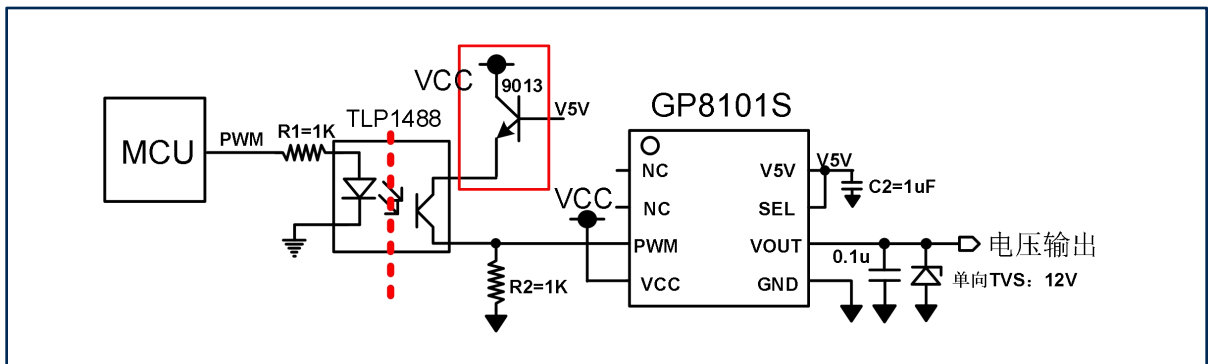 VCC
9013
V5V
TLP1488
MCU
PWM
R1=1K
GP8101S
NC
V5V
V5V
C2=1uF
NC
SEL
VCC
PWM
VOUT
电压输出
0.1u
VCC
GND
单向TVS：12V
R2=1K